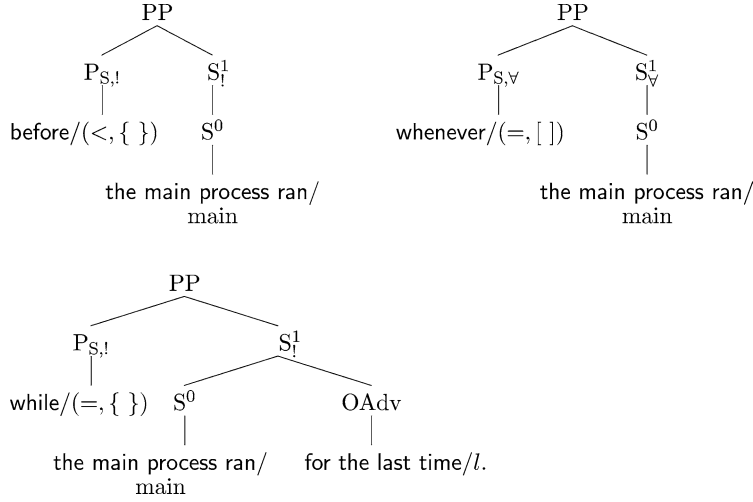 PP PP
P_{S,!} S^1_! P_{S,∀} S^1_∀
before/(<, { }) S^0 whenever/(=, [ ]) S^0
the main process ran/ the main process ran/
main main
PP
P_{S,!} S^1_!
while/(=, { }) S^0 OAdv
the main process ran/ for the last time/l.
main